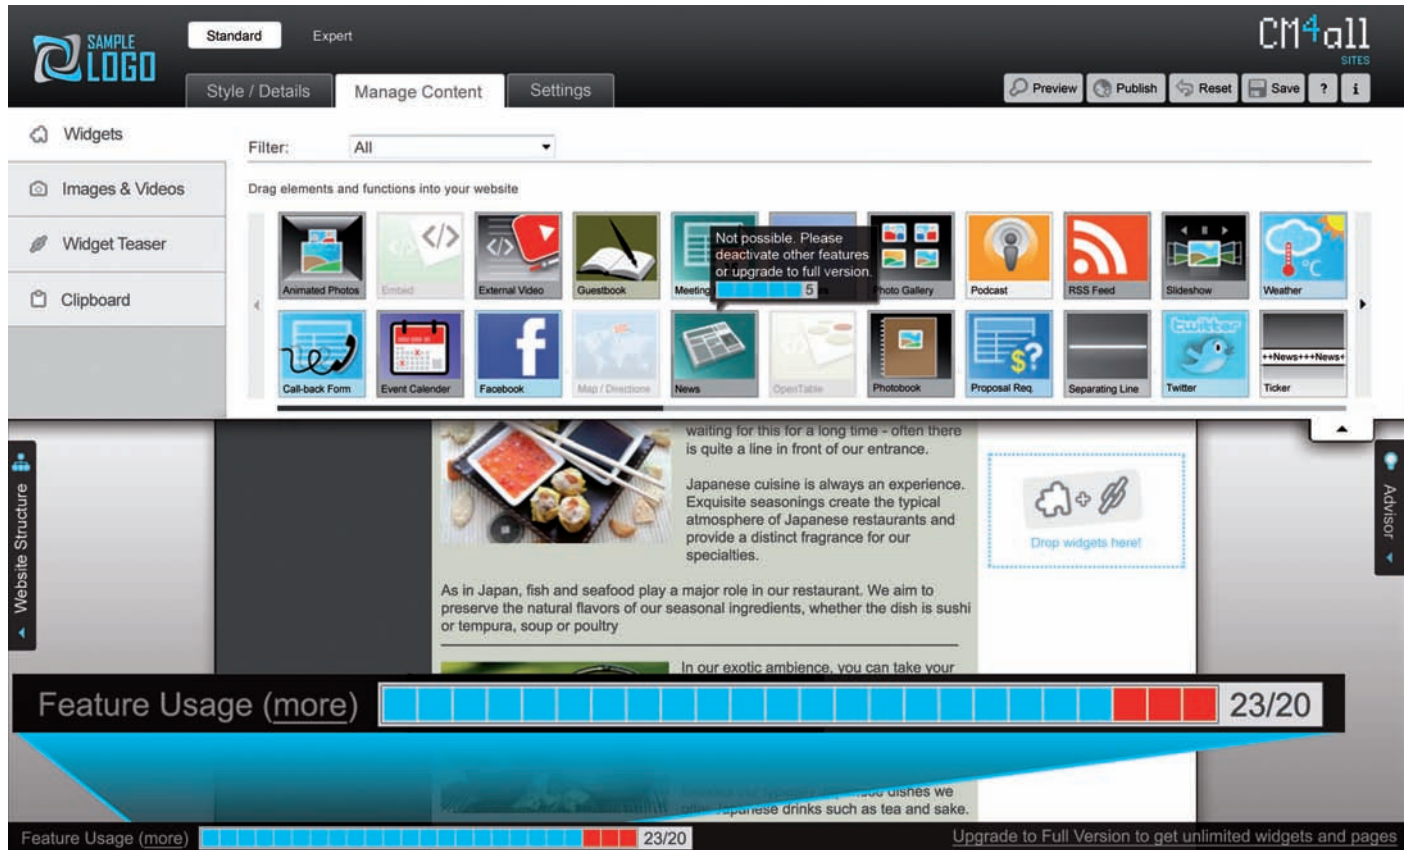 SAMPLE
LOGO
Standard
Expert
CM4all
SITES
Style / Details
Manage Content
Settings
Preview
Publish
Reset
Save
?
i
Widgets
Images & Videos
Widget Teaser
Clipboard
Filter:
All
Drag elements and functions into your website
Animated Photos
Embed
External Video
Guestbook
Meeting
Photo Gallery
Podcast
RSS Feed
Slideshow
°C
Weather
Not possible. Please
deactivate other features
or upgrade to full version.
5
Call-back Form
Event Calender
f
Facebook
Map / Directions
News
OpenTable
Photobook
$?
Proposal Req.
Separating Line
twitter
Twitter
++News+++News+
Ticker
waiting for this for a long time - often there
is quite a line in front of our entrance.
Japanese cuisine is always an experience.
Exquisite seasonings create the typical
atmosphere of Japanese restaurants and
provide a distinct fragrance for our
specialties.
As in Japan, fish and seafood play a major role in our restaurant. We aim to
preserve the natural flavors of our seasonal ingredients, whether the dish is sushi
or tempura, soup or poultry
In our exotic ambience, you can take your
Drop widgets here!
Website Structure
Advisor
Feature Usage (more)
23/20
dishes we
Japanese drinks such as tea and sake.
Feature Usage (more)
23/20
Upgrade to Full Version to get unlimited widgets and pages